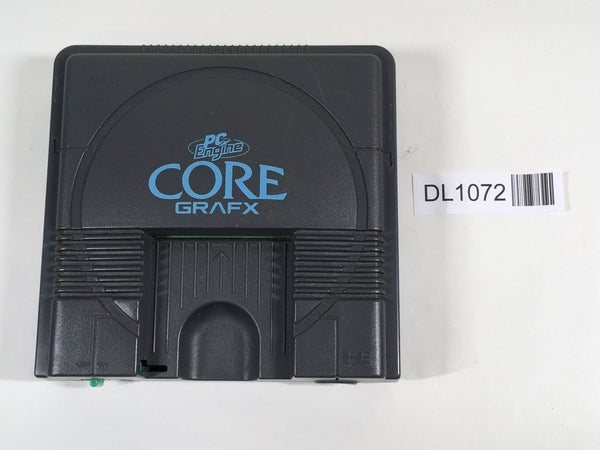 PC Engine
CORE
GRAFX
DL1072